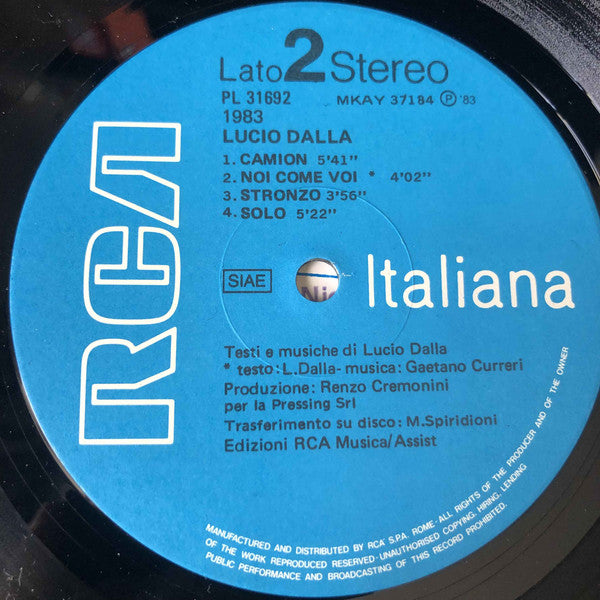 Lato 2 Stereo
PL 31692 MKAY 37184 Ⓟ '83
1983
LUCIO DALLA
1. CAMION 5'41"
2. NOI COME VOI * 4'02"
3. STRONZO 3'56"
4. SOLO 5'22"
RCA
SIAE
Italiana
Testi e musiche di Lucio Dalla
* testo: L.Dalla- musica: Gaetano Curreri
Produzione: Renzo Cremonini
per la Pressing Srl
Trasferimento su disco: M.Spiridioni
Edizioni RCA Musica/Assist
MANUFACTURED AND DISTRIBUTED BY RCA S.P.A. ROME - ALL RIGHTS OF THE PRODUCER AND OF THE OWNER
OF THE WORK REPRODUCED RESERVED - UNAUTHORISED COPYING, HIRING, LENDING
PUBLIC PERFORMANCE AND BROADCASTING OF THIS RECORD PROHIBITED.